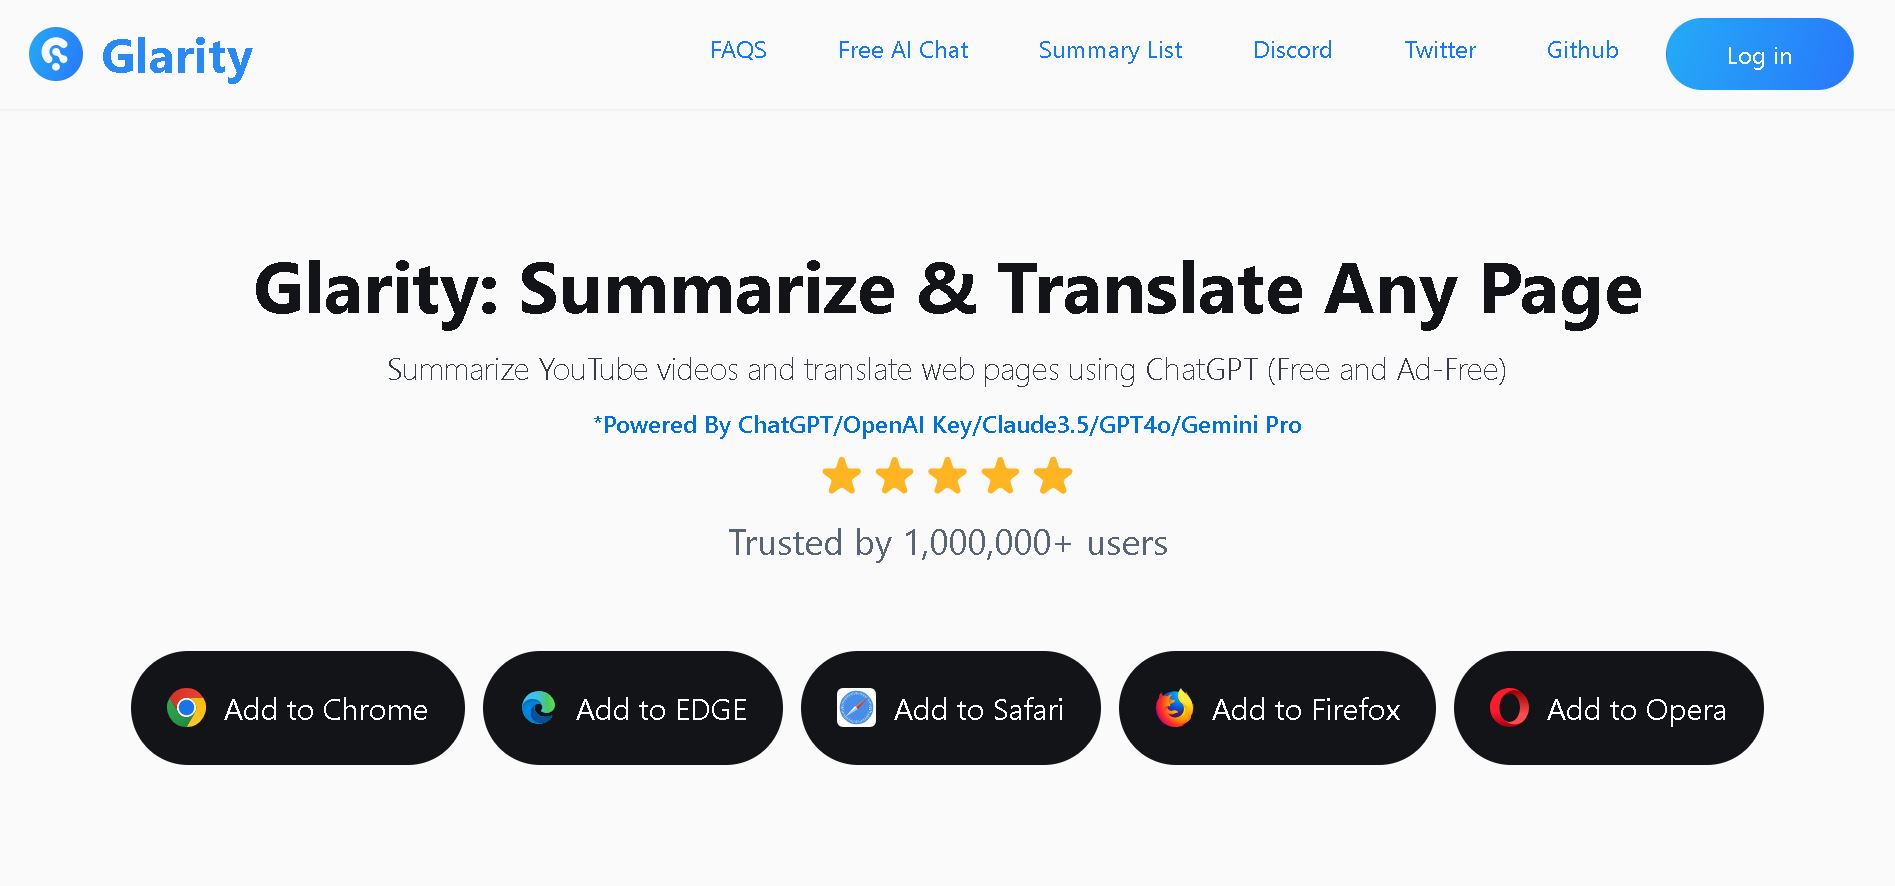 Glarity
FAQS
Free AI Chat
Summary List
Discord
Twitter
Github
Log in
Glarity: Summarize & Translate Any Page
Summarize YouTube videos and translate web pages using ChatGPT (Free and Ad-Free)
*Powered By ChatGPT/OpenAI Key/Claude3.5/GPT4o/Gemini Pro
Trusted by 1,000,000+ users
Add to Chrome
Add to EDGE
Add to Safari
Add to Firefox
Add to Opera